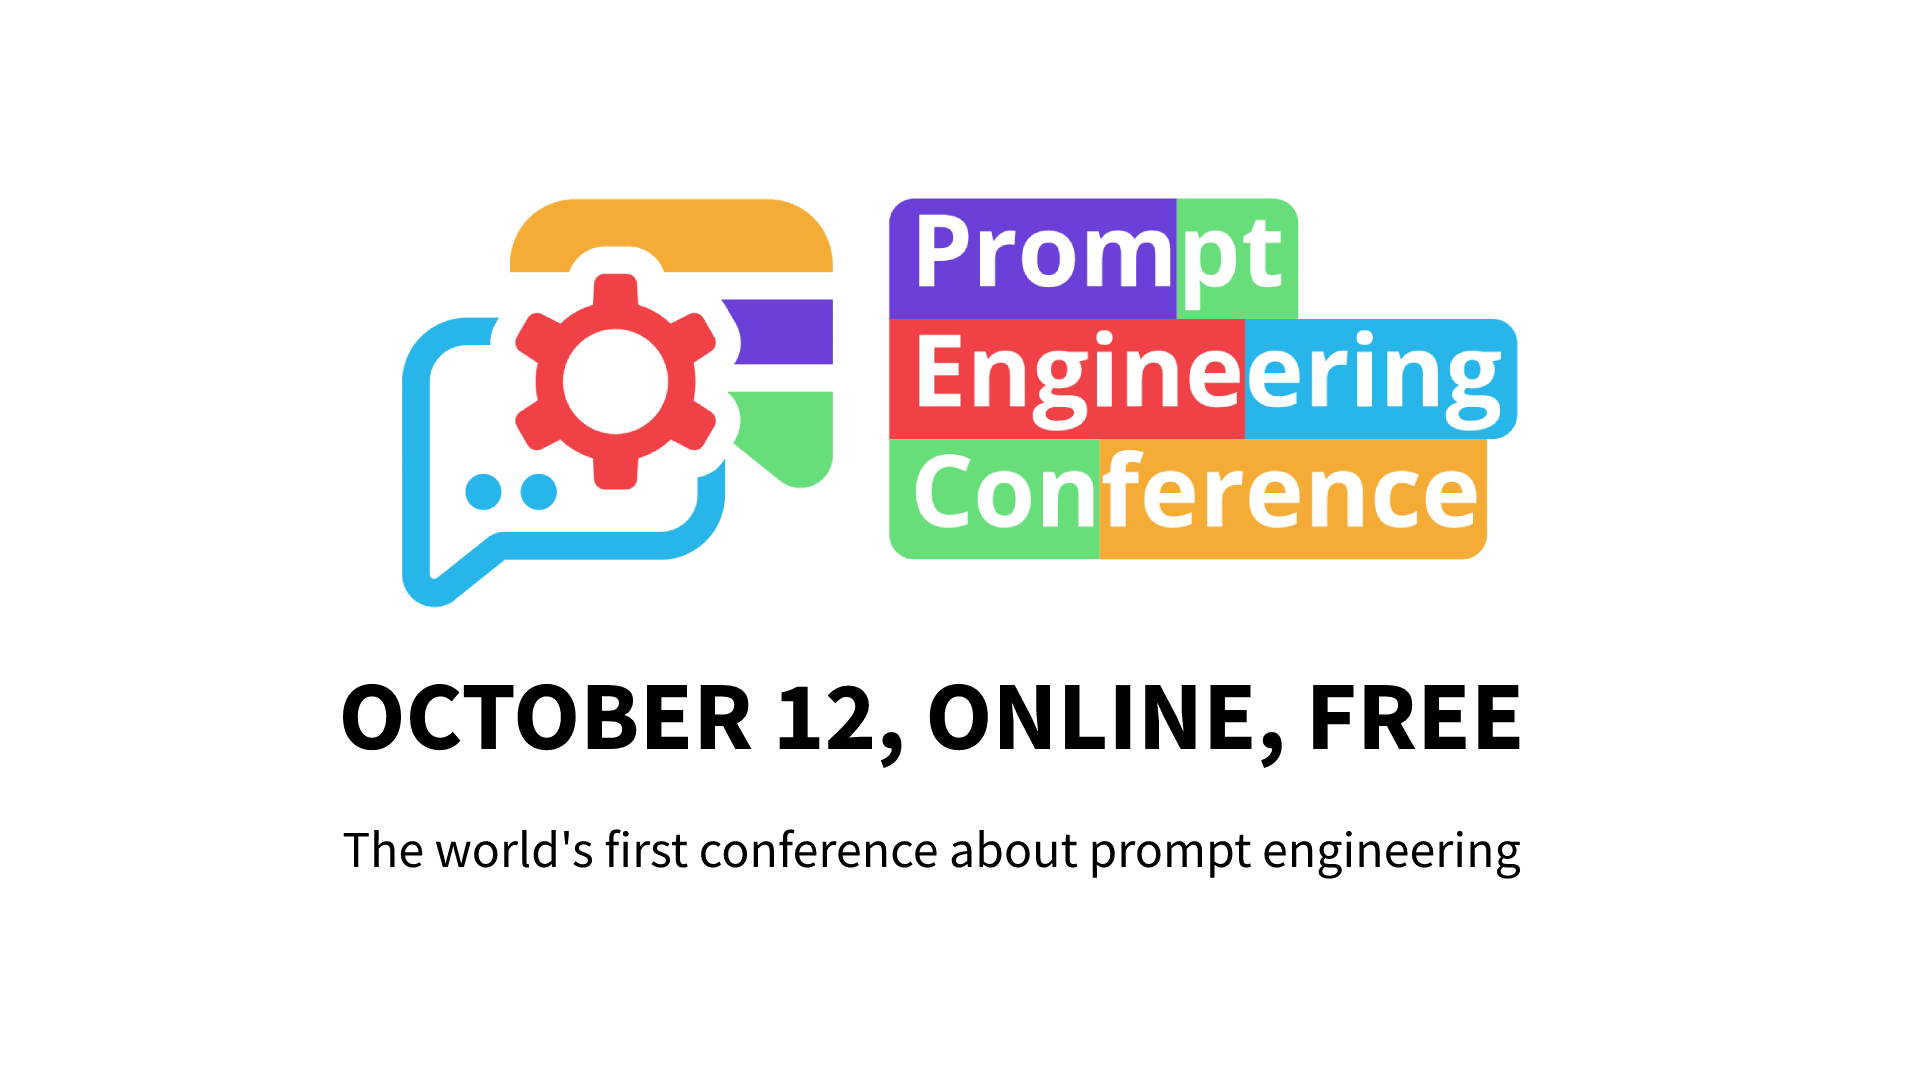 Prompt
Engineering
Conference
OCTOBER 12, ONLINE, FREE
The world's first conference about prompt engineering